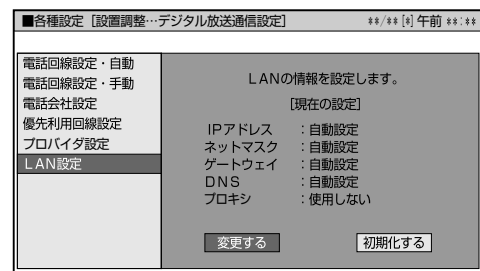 ■各種設定［設置調整…デジタル放送通信設定］ ＊＊/＊＊[＊]午前 ＊＊:＊＊
電話回線設定・自動
電話回線設定・手動
電話会社設定
優先利用回線設定
プロバイダ設定
ＬＡＮ設定
ＬＡＮの情報を設定します。
［現在の設定］
ＩＰアドレス ：自動設定
ネットマスク ：自動設定
ゲートウェイ ：自動設定
ＤＮＳ ：自動設定
プロキシ ：使用しない
変更する 初期化する